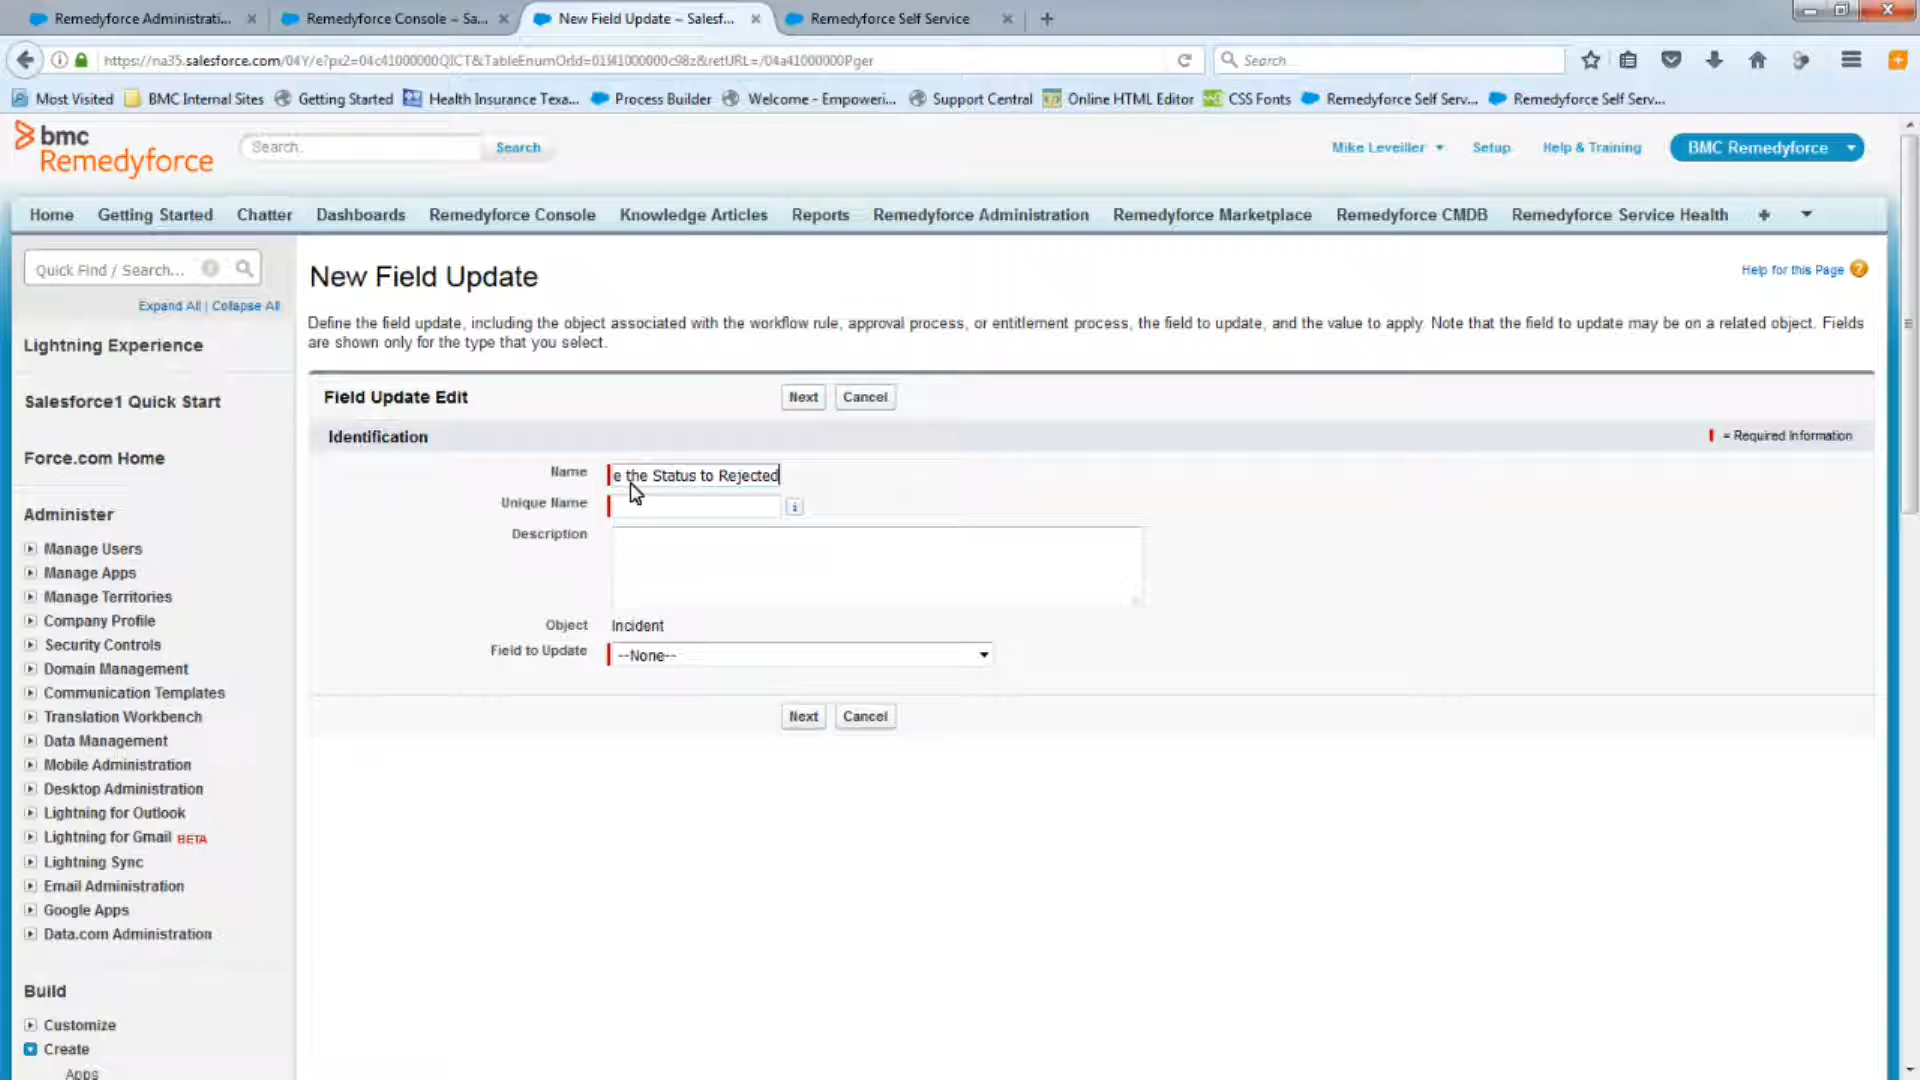 Remedyforce Administrati...
Remedyforce Console – Sa...
New Field Update – Salesf...
Remedyforce Self Service
https://na35.salesforce.com/04Y/e?px2=04c41000000QICT&TableEnumOrId=01I41000000c98z&retURL=/04a41000000Pger
Search
Most Visited
BMC Internal Sites
Getting Started
Health Insurance Texa...
Process Builder
Welcome - Empoweri...
Support Central
Online HTML Editor
CSS Fonts
Remedyforce Self Serv...
Remedyforce Self Serv...
bmc
Remedyforce
Search...
Search
Mike Leveiller
Setup
Help & Training
BMC Remedyforce
Home
Getting Started
Chatter
Dashboards
Remedyforce Console
Knowledge Articles
Reports
Remedyforce Administration
Remedyforce Marketplace
Remedyforce CMDB
Remedyforce Service Health
Quick Find / Search...
Expand All | Collapse All
Lightning Experience
Salesforce1 Quick Start
Force.com Home
Administer
Manage Users
Manage Apps
Manage Territories
Company Profile
Security Controls
Domain Management
Communication Templates
Translation Workbench
Data Management
Mobile Administration
Desktop Administration
Lightning for Outlook
Lightning for Gmail BETA
Lightning Sync
Email Administration
Google Apps
Data.com Administration
Build
Customize
Create
Apps
New Field Update
Help for this Page
Define the field update, including the object associated with the workflow rule, approval process, or entitlement process, the field to update, and the value to apply. Note that the field to update may be on a related object. Fields
are shown only for the type that you select.
Field Update Edit
Next
Cancel
Identification
= Required Information
Name
e the Status to Rejected
Unique Name
Description
Object
Incident
Field to Update
--None--
Next
Cancel